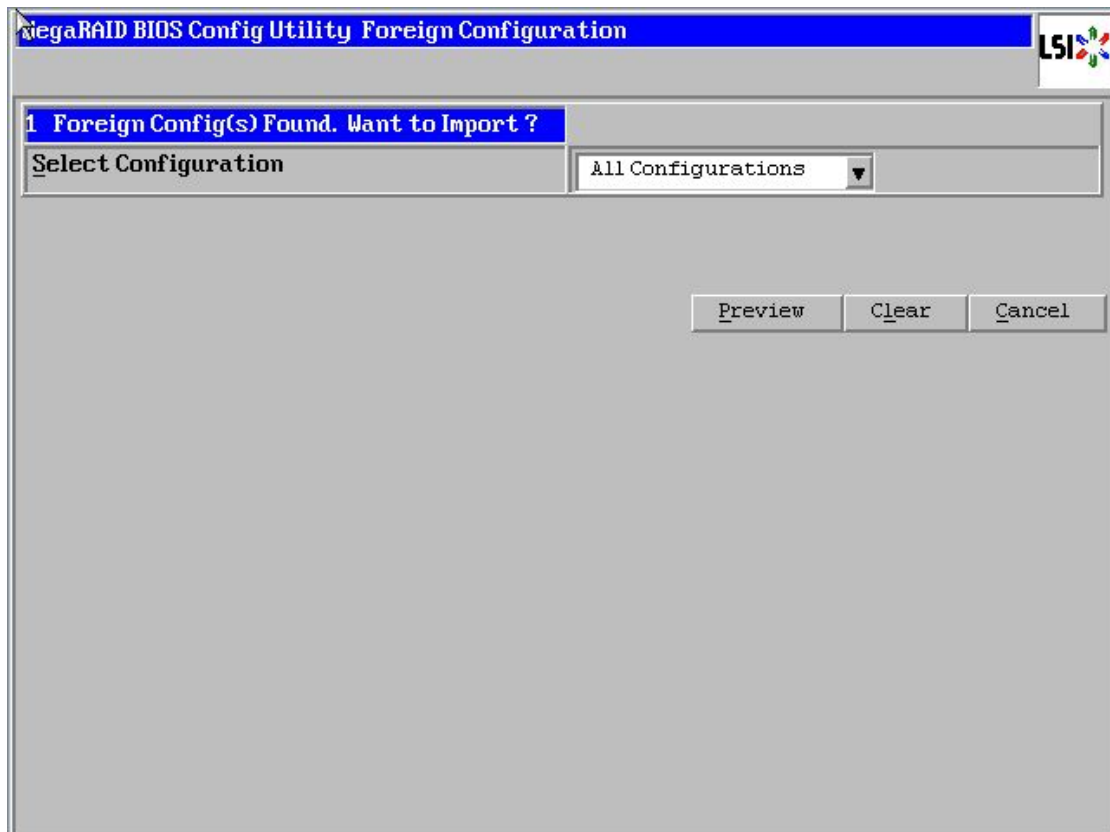 MegaRAID BIOS Config Utility Foreign Configuration
LSI
1 Foreign Config(s) Found. Want to Import ?
Select Configuration
All Configurations
Preview Clear Cancel